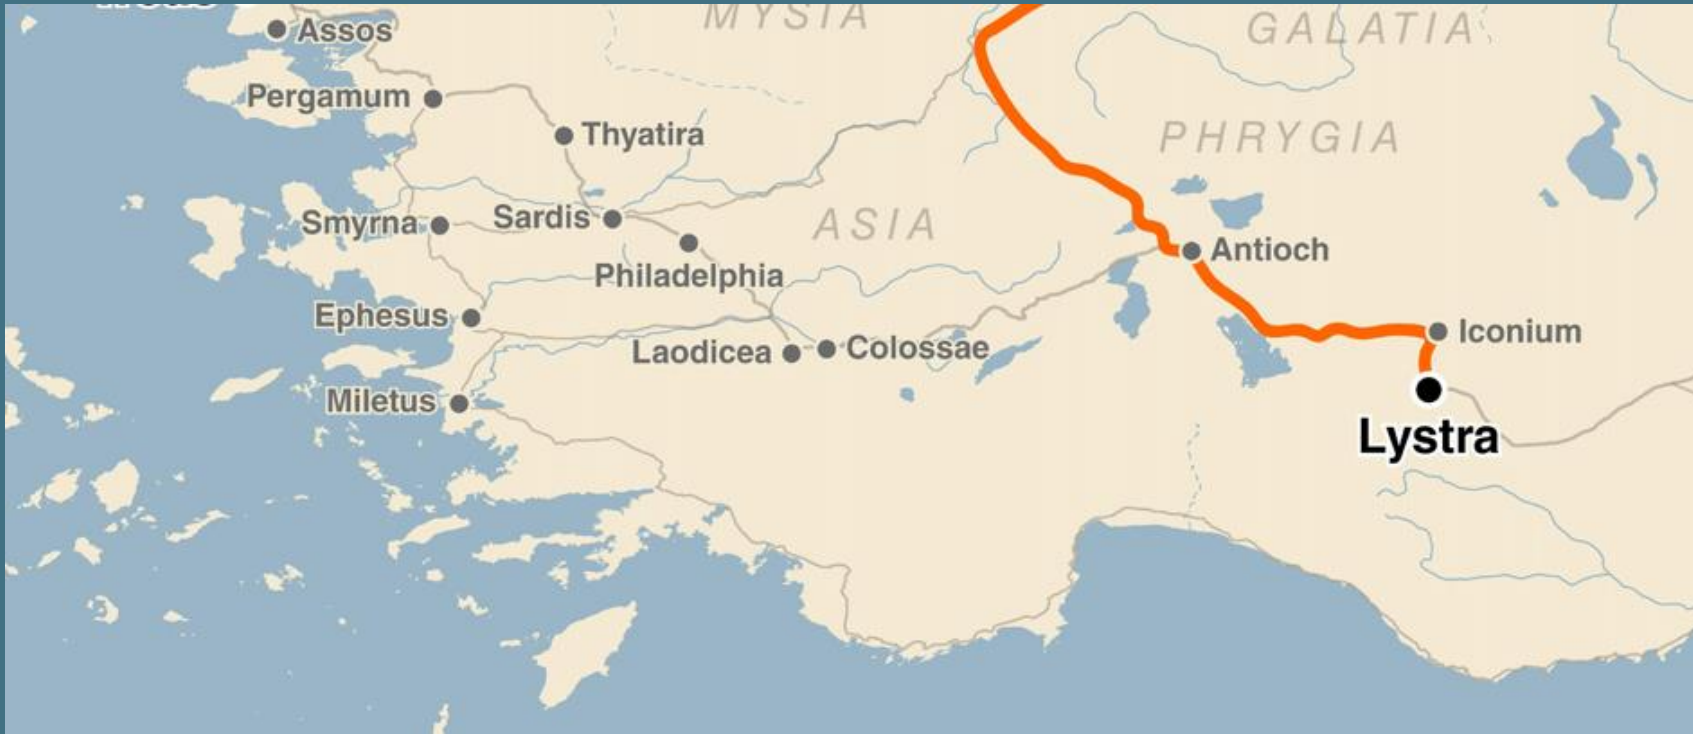 Assos
MYSIA
GALATIA
Pergamum
Thyatira
PHRYGIA
Smyrna
Sardis
ASIA
Philadelphia
Antioch
Ephesus
Laodicea
Colossae
Iconium
Miletus
Lystra